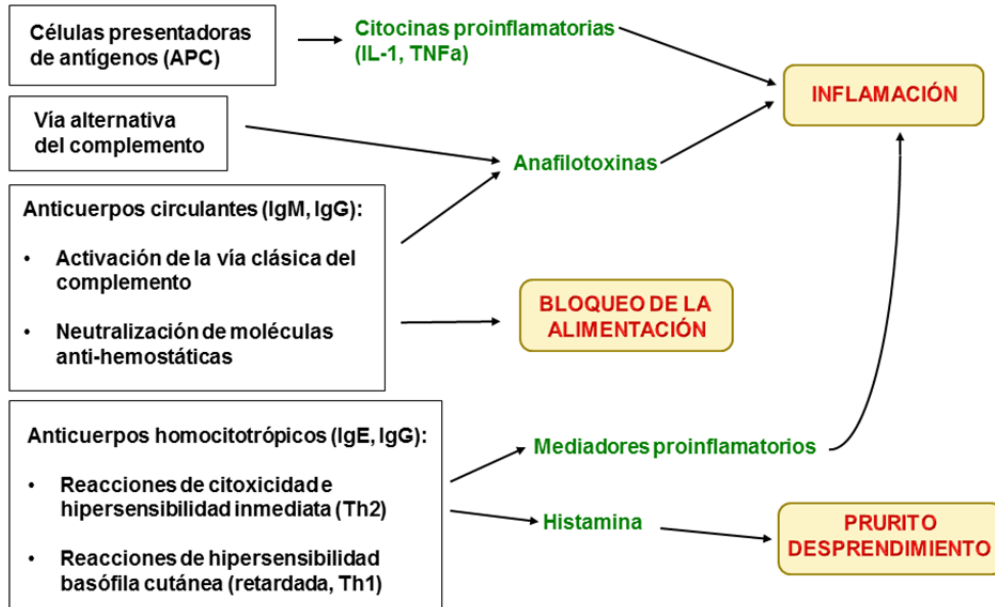 Células presentadoras
de antígenos (APC)
Citocinas proinflamatorias
(IL-1, TNFa)
INFLAMACIÓN
Vía alternativa
del complemento
Anafilotoxinas
Anticuerpos circulantes (IgM, IgG):
• Activación de la vía clásica del
complemento
• Neutralización de moléculas
anti-hemostáticas
BLOQUEO DE LA
ALIMENTACIÓN
Anticuerpos homocitotrópicos (IgE, IgG):
• Reacciones de citoxicidad e
hipersensibilidad inmediata (Th2)
• Reacciones de hipersensibilidad
basófila cutánea (retardada, Th1)
Mediadores proinflamatorios
Histamina
PRURITO
DESPRENDIMIENTO